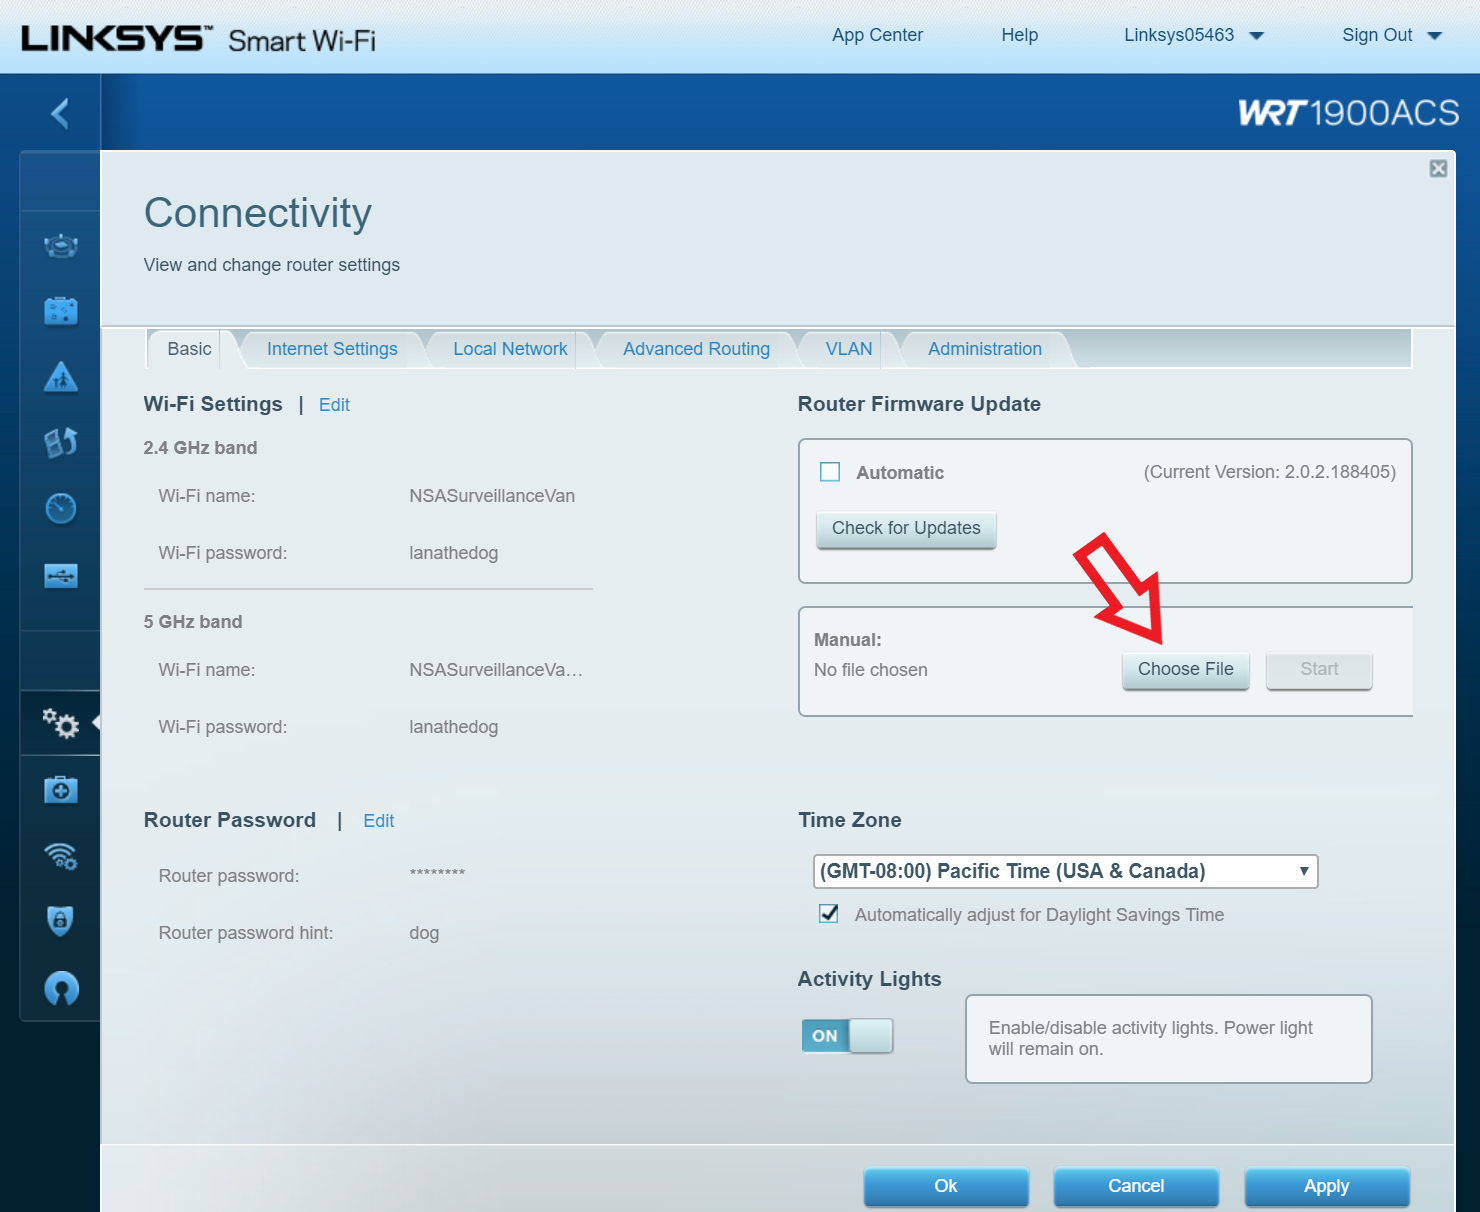 LINKSYS™ Smart Wi-Fi
App Center
Help
Linksys05463
Sign Out
WRT1900ACS
Connectivity
View and change router settings
Basic
Internet Settings
Local Network
Advanced Routing
VLAN
Administration
Wi-Fi Settings | Edit
2.4 GHz band
Wi-Fi name: NSASurveillanceVan
Wi-Fi password: lanathedog
5 GHz band
Wi-Fi name: NSASurveillanceVa...
Wi-Fi password: lanathedog
Router Firmware Update
Automatic (Current Version: 2.0.2.188405)
Check for Updates
Manual:
No file chosen
Choose File
Start
Router Password | Edit
Router password: ********
Router password hint: dog
Time Zone
(GMT-08:00) Pacific Time (USA & Canada)
Automatically adjust for Daylight Savings Time
Activity Lights
ON
Enable/disable activity lights. Power light
will remain on.
Ok
Cancel
Apply